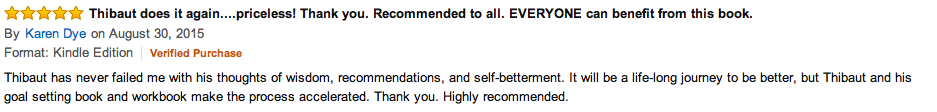 Thibaut does it again....priceless! Thank you. Recommended to all. EVERYONE can benefit from this book.
By Karen Dye on August 30, 2015
Format: Kindle Edition | Verified Purchase
Thibaut has never failed me with his thoughts of wisdom, recommendations, and self-betterment. It will be a life-long journey to be better, but Thibaut and his
goal setting book and workbook make the process accelerated. Thank you. Highly recommended.